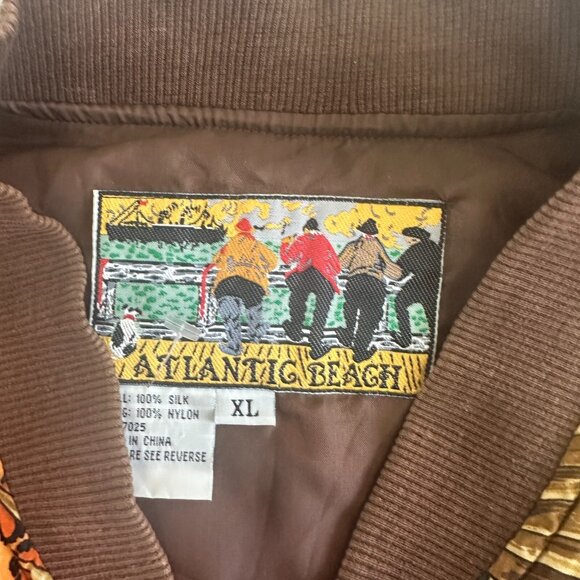 ATLANTIC BEACH
XL
L: 100% SILK
G: 100% NYLON
7025
IN CHINA
RE SEE REVERSE